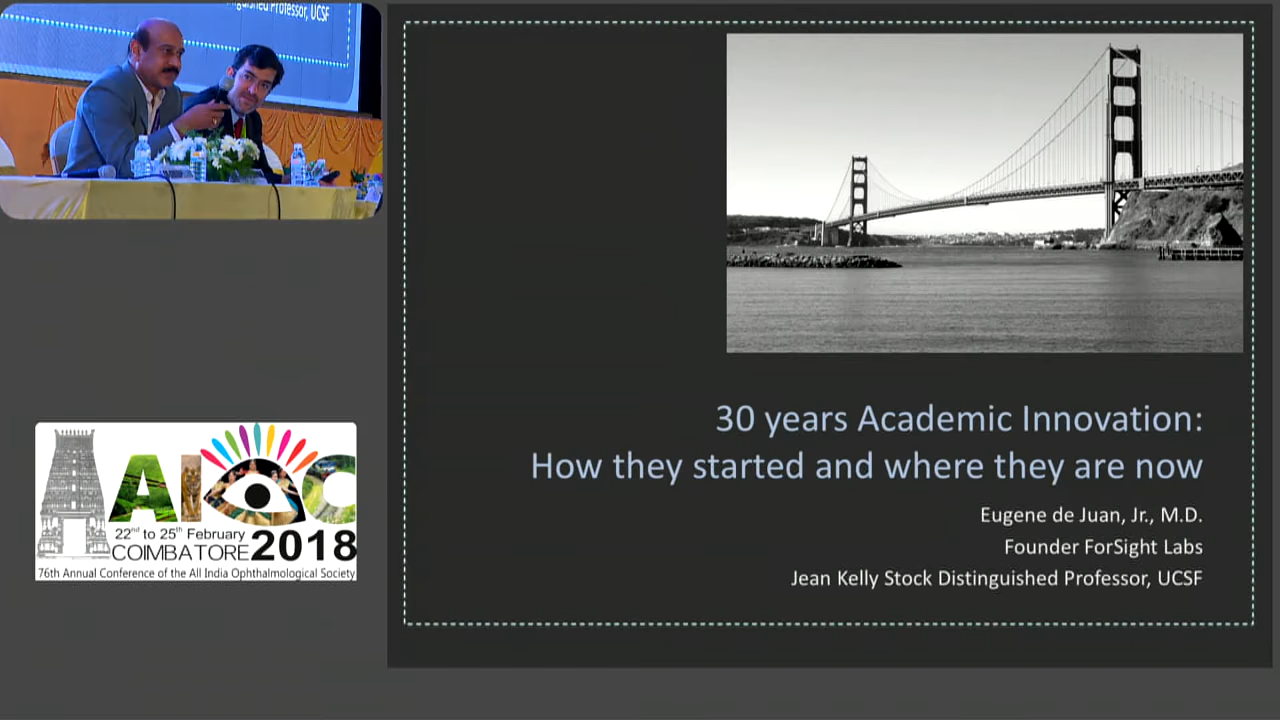 nguished Professor, UCSF
30 years Academic Innovation:
How they started and where they are now
Eugene de Juan, Jr., M.D.
Founder ForSight Labs
Jean Kelly Stock Distinguished Professor, UCSF
AIOC
22nd to 25th February
COIMBATORE 2018
76th Annual Conference of the All India Ophthalmological Society